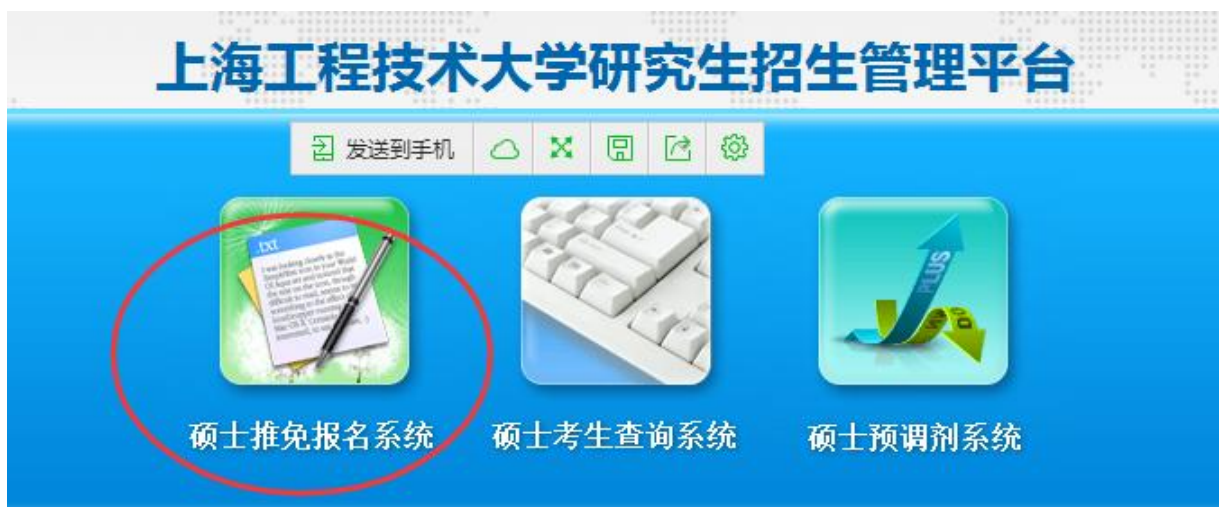 上海工程技术大学研究生招生管理平台
发送到手机
.txt
PLUS
硕士推免报名系统
硕士考生查询系统
硕士预调剂系统